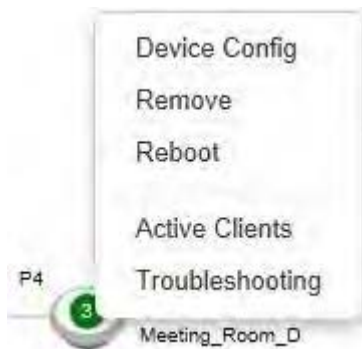 Device Config
Remove
Reboot
Active Clients
Troubleshooting
P4
3
Meeting_Room_D